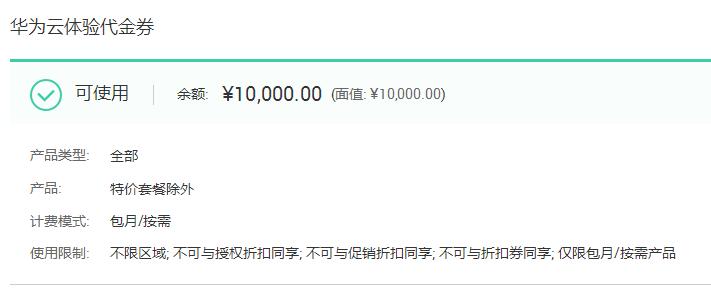 华为云体验代金券
可使用 余额: ¥10,000.00 (面值: ¥10,000.00)
产品类型: 全部
产品: 特价套餐除外
计费模式: 包月/按需
使用限制: 不限区域; 不可与授权折扣同享; 不可与促销折扣同享; 不可与折扣券同享; 仅限包月/按需产品